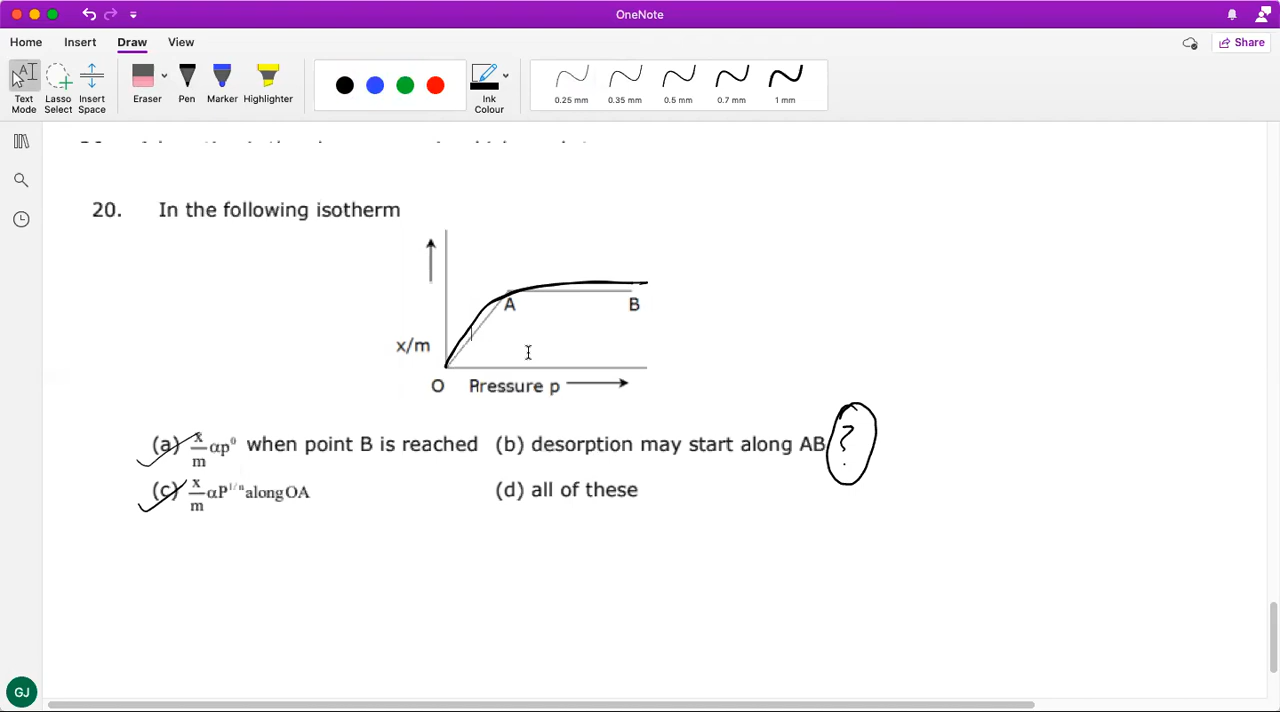 OneNote
Home Insert Draw View
Share
Text Mode
Lasso Select
Insert Space
Eraser
Pen
Marker
Highlighter
Ink Colour
0.25 mm
0.35 mm
0.5 mm
0.7 mm
1 mm
20. In the following isotherm
A B
x/m
O Pressure p
(a) x/m αp⁰ when point B is reached (b) desorption may start along AB ?
(c) x/m αP^1/n along OA (d) all of these
GJ